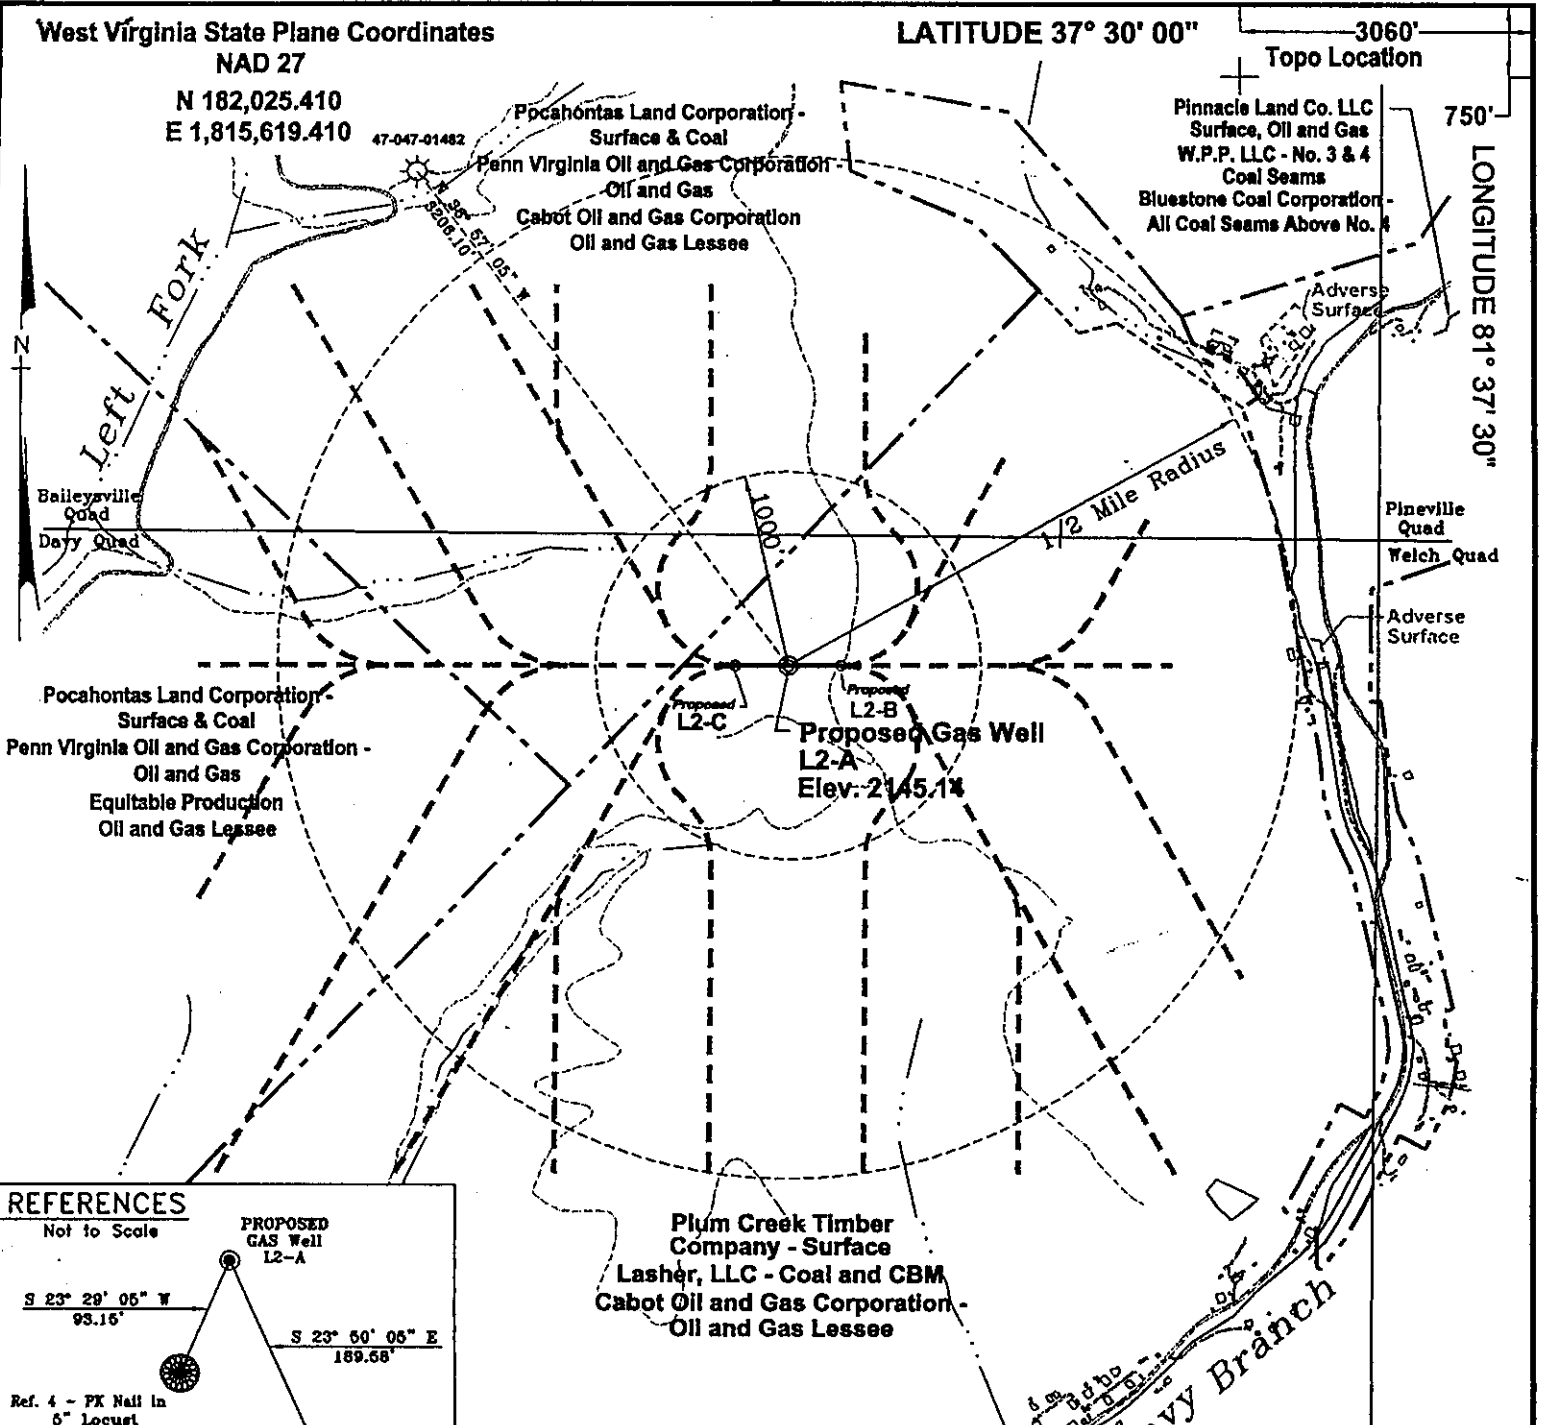 West Virginia State Plane Coordinates
NAD 27
N 182,025.410
E 1,815,619.410
LATITUDE 37° 30' 00"
3060'
Topo Location
750'
LONGITUDE 81° 37' 30"
47-047-01482
Pocahontas Land Corporation -
Surface & Coal
Penn Virginia Oil and Gas Corporation -
Oil and Gas
Cabot Oil and Gas Corporation
Oil and Gas Lessee
Pinnacle Land Co. LLC
Surface, Oil and Gas
W.P.P. LLC - No. 3 & 4
Coal Seams
Bluestone Coal Corporation -
All Coal Seams Above No. 4
57' 05" W
3206.10'
Left Fork
N
Adverse
Surface
Baileysville
Quad
Davy Quad
1000'
1/2 Mile Radius
Pineville
Quad
Welch Quad
Adverse
Surface
Pocahontas Land Corporation -
Surface & Coal
Penn Virginia Oil and Gas Corporation -
Oil and Gas
Equitable Production
Oil and Gas Lessee
Proposed
L2-C
Proposed
L2-B
Proposed Gas Well
L2-A
Elev: 2145.14
REFERENCES
Not to Scale
PROPOSED
GAS Well
L2-A
S 23° 29' 05" W
93.15'
S 23° 50' 05" E
189.58'
Ref. 4 - PK Nail in
Locust
Plum Creek Timber
Company - Surface
Lasher, LLC - Coal and CBM
Cabot Oil and Gas Corporation -
Oil and Gas Lessee
Branch